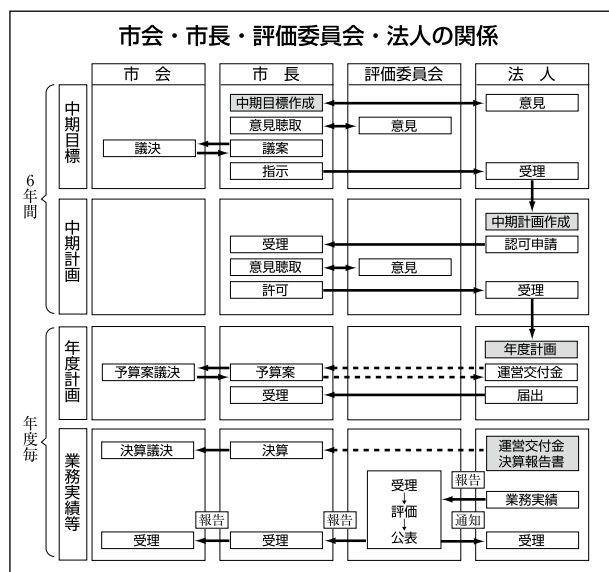 市会・市長・評価委員会・法人の関係
市　会
市　長
評価委員会
法　人
6年間
中期目標
中期目標作成
意見
意見聴取
意見
議決
議案
指示
受理
中期計画
中期計画作成
受理
認可申請
意見聴取
意見
許可
受理
年度毎
年度計画
年度計画
予算案議決
予算案
運営交付金
受理
届出
業務実績等
決算議決
決算
運営交付金
決算報告書
報告
受理
業務実績
評価
報告
報告
公表
通知
受理
受理
受理